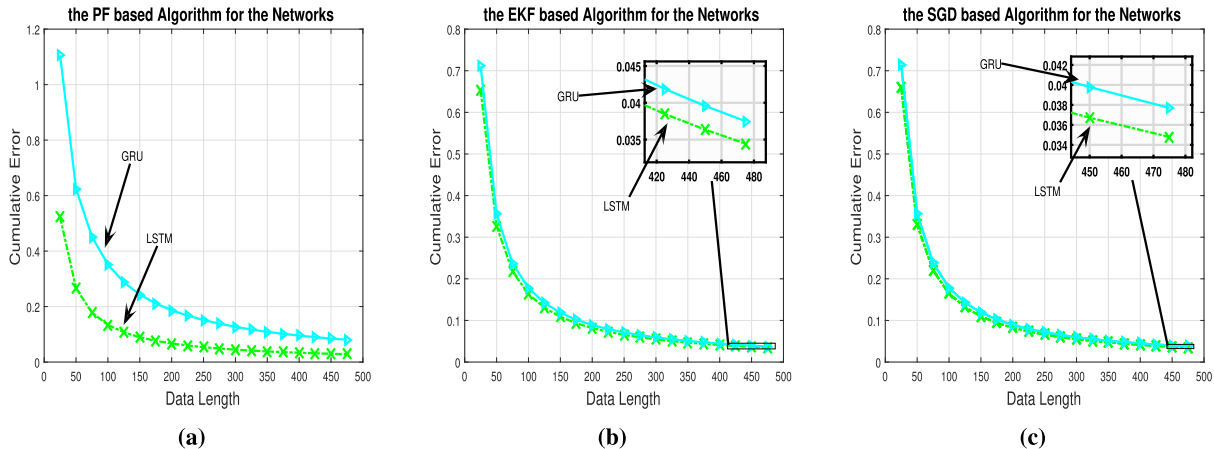 the PF based Algorithm for the Networks
1.2
1
0.8
0.6
0.4
0.2
0
Cumulative Error
GRU
LSTM
0 50 100 150 200 250 300 350 400 450 500
Data Length
(a)
the EKF based Algorithm for the Networks
0.8
0.7
0.6
0.5
0.4
0.3
0.2
0.1
0
Cumulative Error
0.045
0.04
0.035
420 440 460 480
GRU
LSTM
0 50 100 150 200 250 300 350 400 450 500
Data Length
(b)
the SGD based Algorithm for the Networks
0.8
0.7
0.6
0.5
0.4
0.3
0.2
0.1
0
Cumulative Error
0.042
0.04
0.038
0.036
0.034
450 460 470 480
GRU
LSTM
0 50 100 150 200 250 300 350 400 450 500
Data Length
(c)